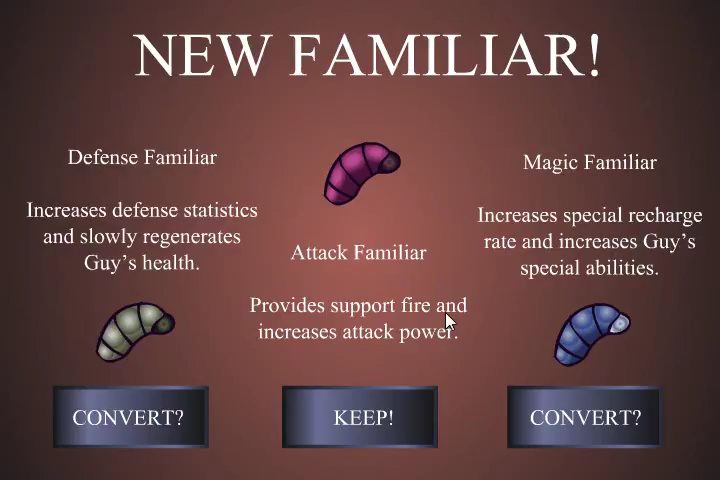 NEW FAMILIAR!
Defense Familiar
Increases defense statistics
and slowly regenerates
Guy's health.
Attack Familiar
Provides support fire and
increases attack power.
Magic Familiar
Increases special recharge
rate and increases Guy's
special abilities.
CONVERT?
KEEP!
CONVERT?